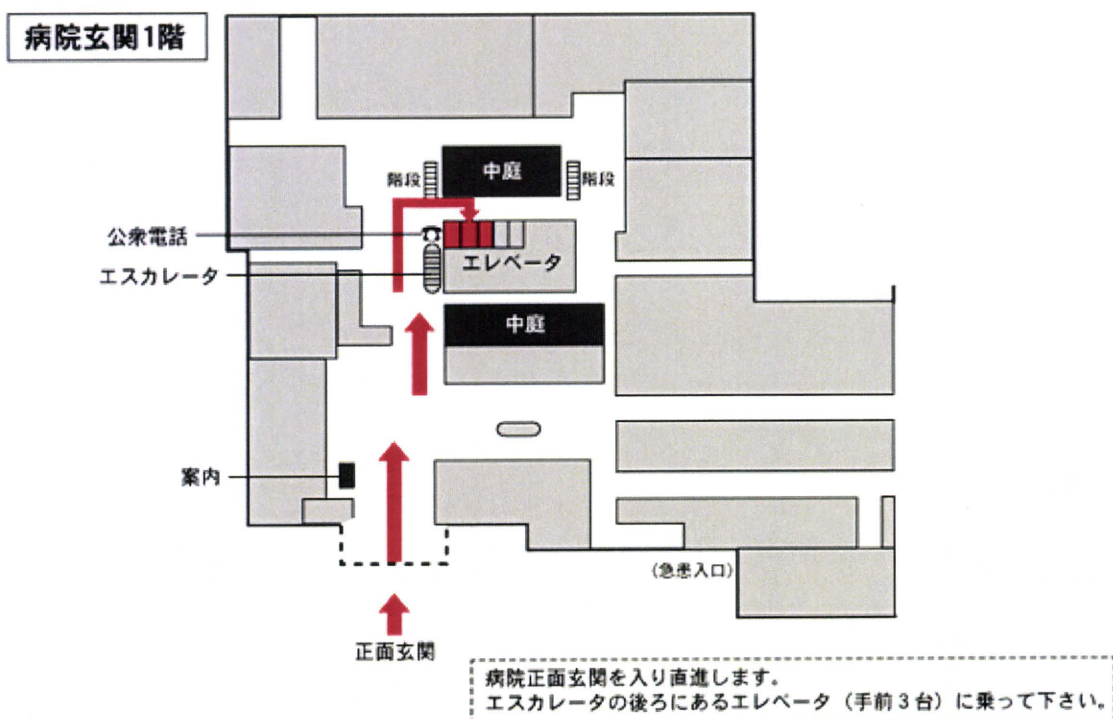 病院玄関1階
中庭
階段
階段
公衆電話
エスカレータ
エレベータ
中庭
案内
(急患入口)
正面玄関
病院正面玄関を入り直進します。
エスカレータの後ろにあるエレベータ(手前3台)に乗って下さい。